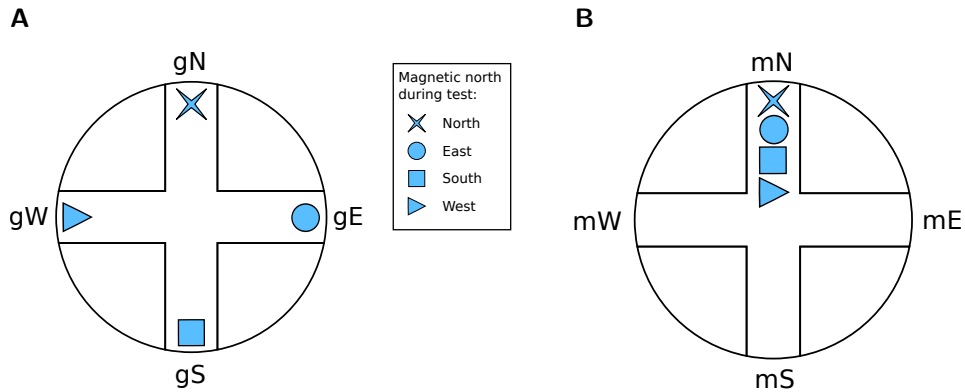 A
gN
gW
gE
gS
Magnetic north
during test:
North
East
South
West
B
mN
mW
mE
mS